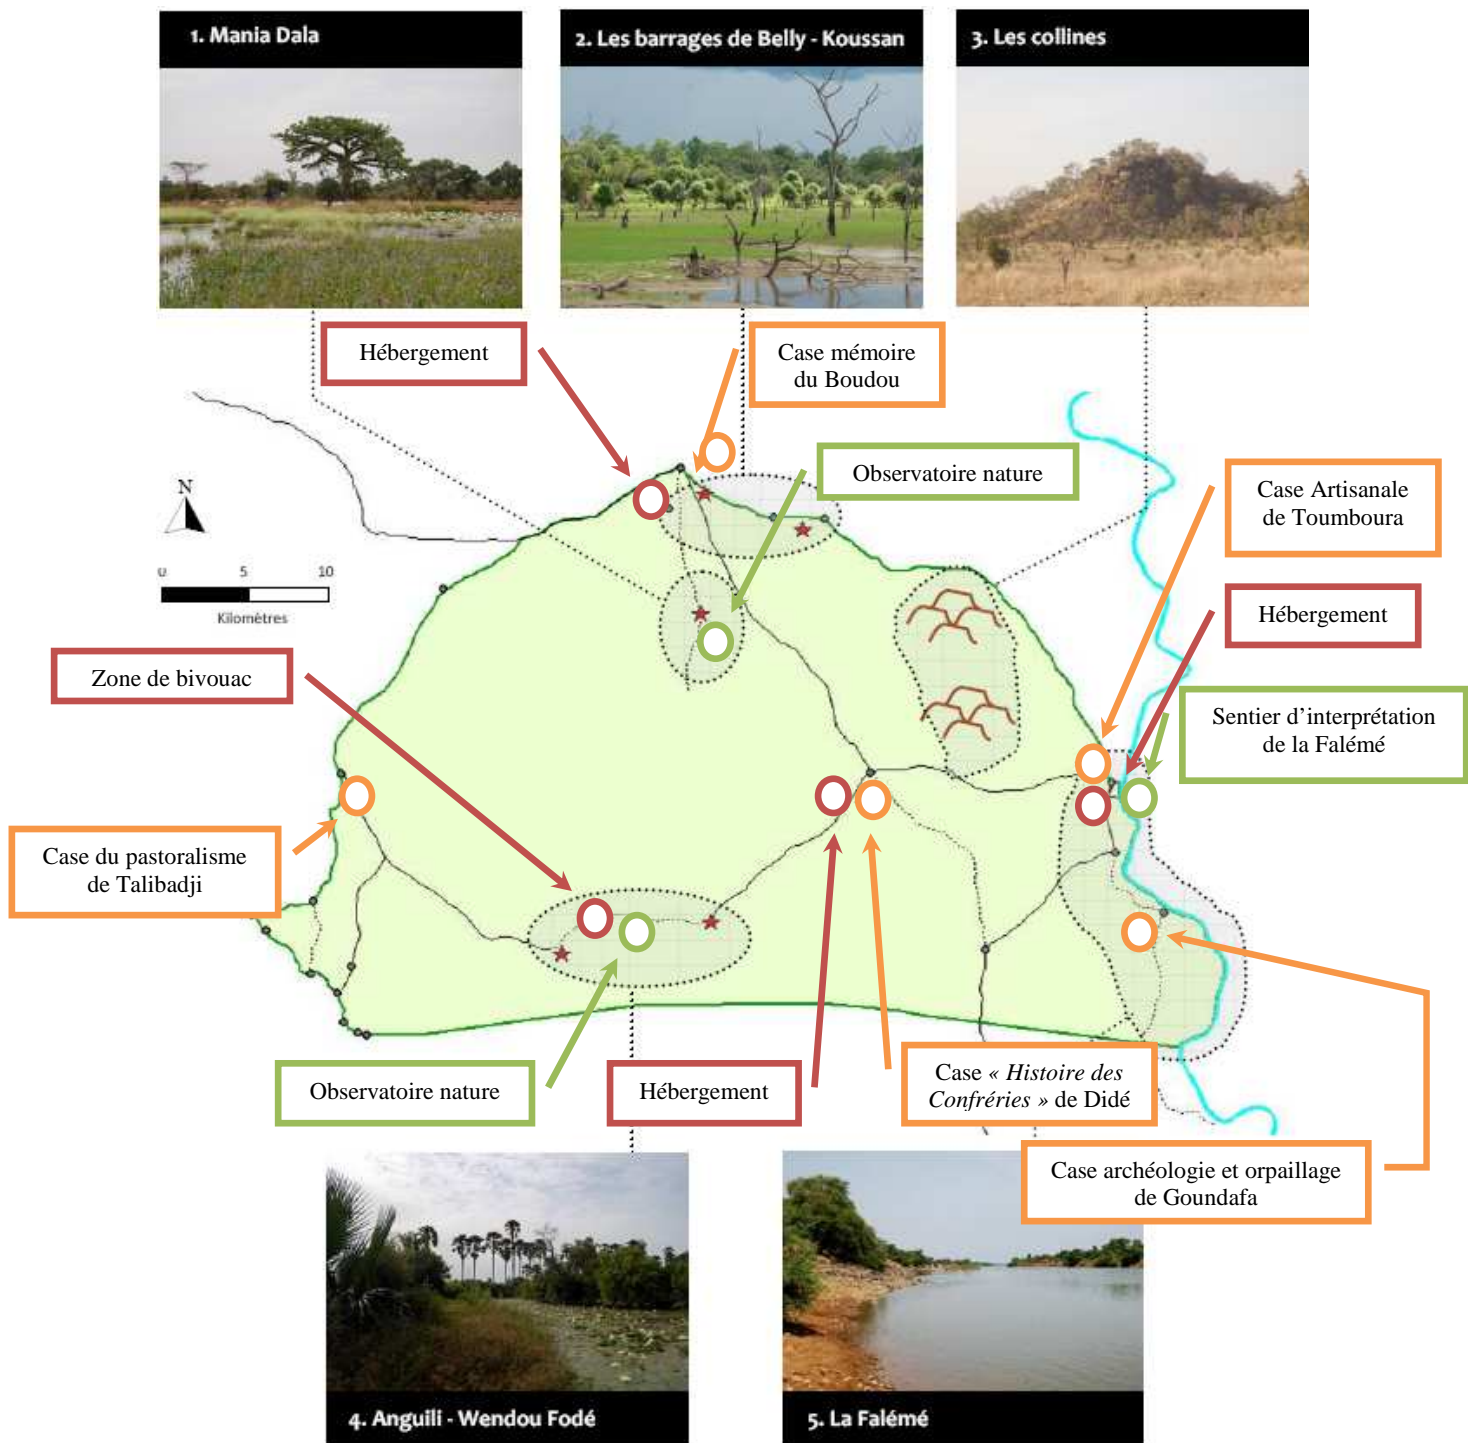 1. Mania Dala
2. Les barrages de Belly - Koussan
3. Les collines
Hébergement
Case mémoire
du Boudou
Observatoire nature
Case Artisanale
de Toumboura
N
0 5 10
Kilomètres
Hébergement
Zone de bivouac
Sentier d’interprétation
de la Falémé
Case du pastoralisme
de Talibadji
Observatoire nature
Hébergement
Case « Histoire des
Confréries » de Didé
Case archéologie et orpaillage
de Goundafa
4. Anguili - Wendou Fodé
5. La Falémé